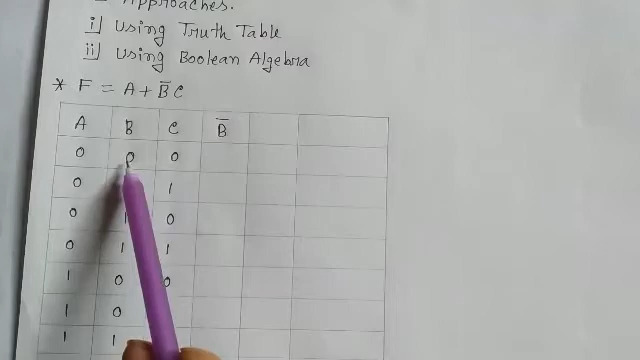 Approaches.
i] Using Truth Table
ii] Using Boolean Algebra
* F = A + B̅ C
A B C B̅
0 0 0
0 1
0 1 0
0 1 1
1 0 0
1 0
1 1